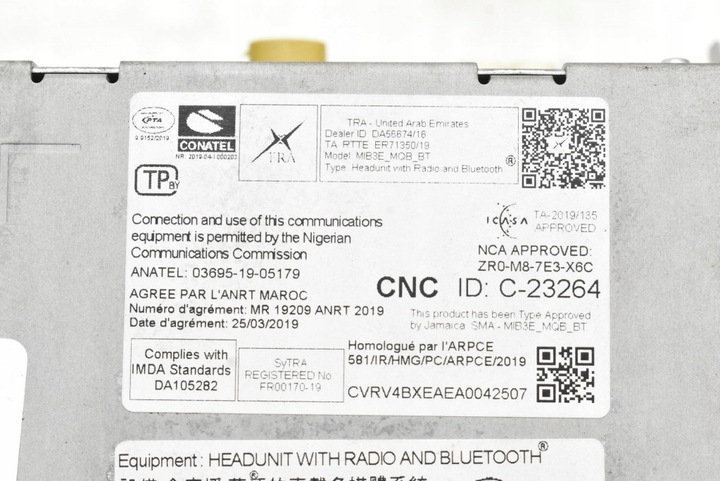 PTA
9.9152/2019
CONATEL
NR: 2019-04-I-000203
TRA
TRA - United Arab Emirates
Dealer ID DA56674/16
TA RTTE ER71350/19
Model: MIB3E_MQB_BT
Type Headunit with Radio and Bluetooth ®
TP BY
ICASA
TA-2019/135
APPROVED
Connection and use of this communications
equipment is permitted by the Nigerian
Communications Commission
NCA APPROVED:
ZR0-M8-7E3-X6C
ANATEL: 03695-19-05179
CNC ID: C-23264
AGREE PAR L'ANRT MAROC
Numéro d'agrément: MR 19209 ANRT 2019
Date d'agrément: 25/03/2019
This product has been Type Approved
by Jamaica SMA - MIB3E_MQB_BT
Complies with
IMDA Standards
DA105282
SyTRA
REGISTERED No
FR00170-19
Homologué par l'ARPCE
581/IR/HMG/PC/ARPCE/2019
CVRV4BXEAEA0042507
Equipment : HEADUNIT WITH RADIO AND BLUETOOTH®